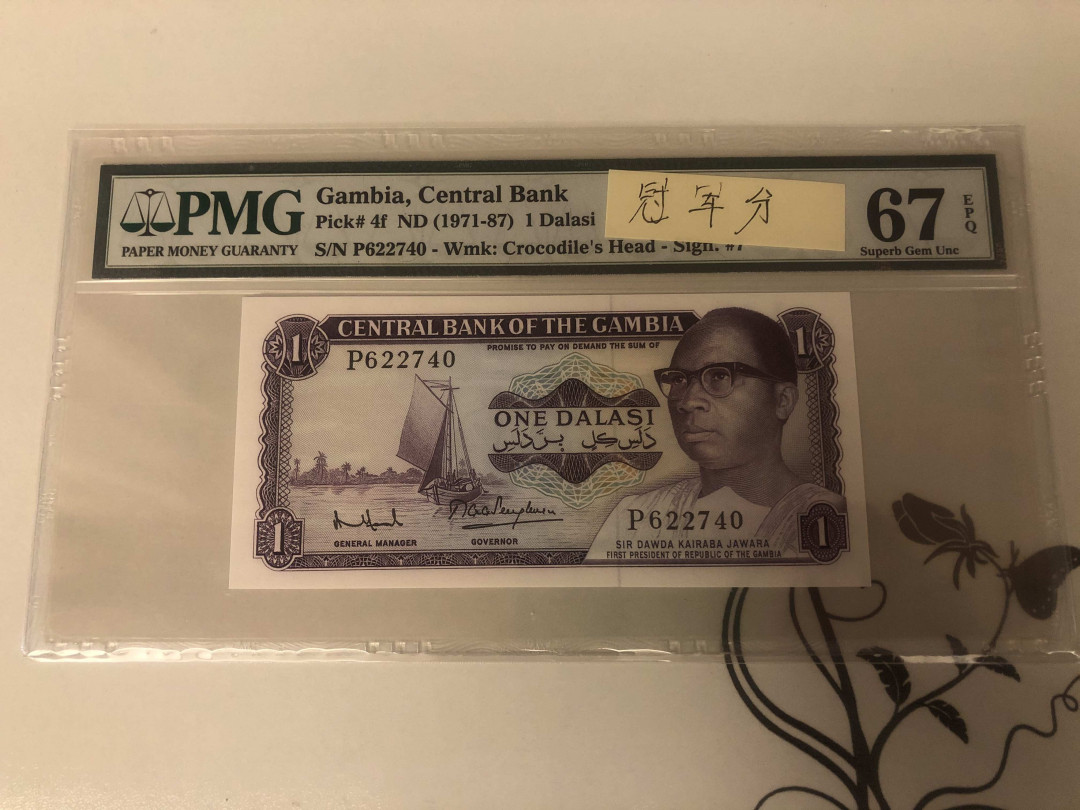 PMG
PAPER MONEY GUARANTY
Gambia, Central Bank
Pick# 4f ND (1971-87) 1 Dalasi
S/N P622740 - Wmk: Crocodile's Head - Sign. #7
冠军分
67
EPQ
Superb Gem Unc
CENTRAL BANK OF THE GAMBIA
PROMISE TO PAY ON DEMAND THE SUM OF
1
1
P622740
ONE DALASI
GENERAL MANAGER
GOVERNOR
P622740
SIR DAWDA KAIRABA JAWARA
FIRST PRESIDENT OF REPUBLIC OF THE GAMBIA
1
1